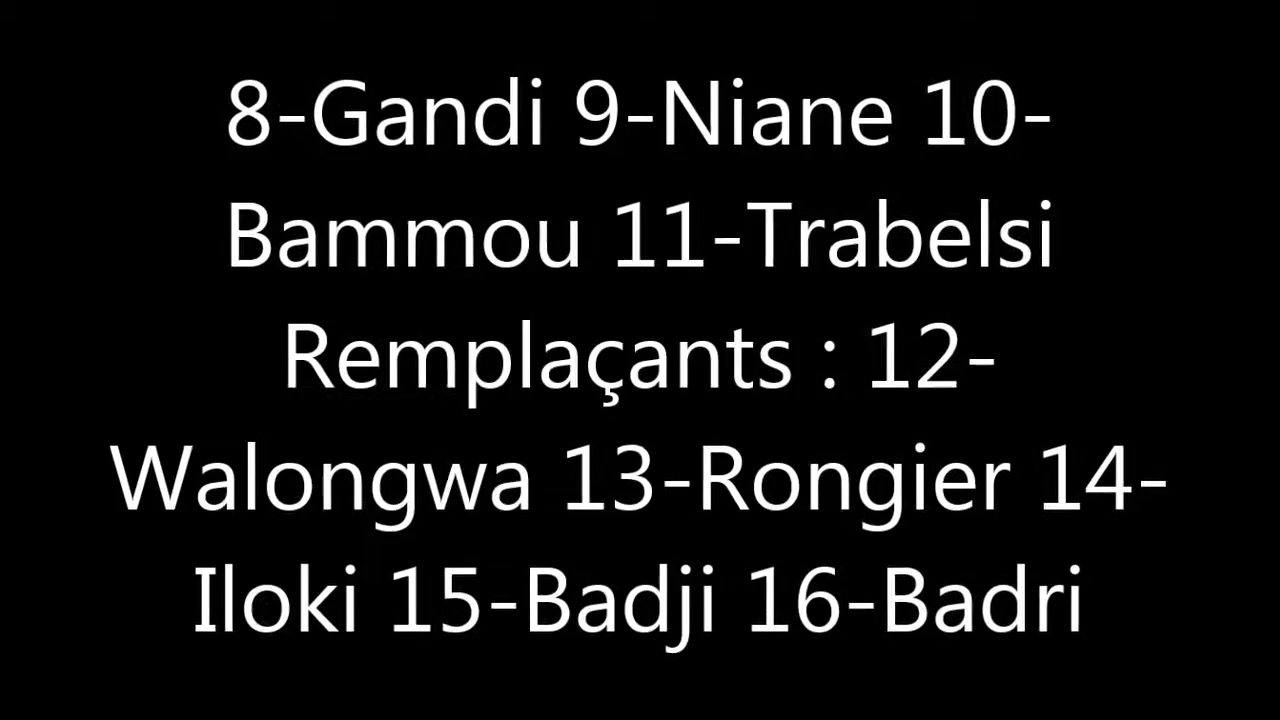 8-Gandi 9-Niane 10-
Bammou 11-Trabelsi
Remplaçants : 12-
Walongwa 13-Rongier 14-
Iloki 15-Badji 16-Badri